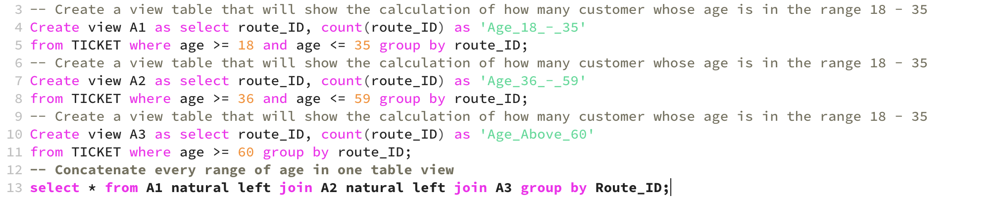 3 -- Create a view table that will show the calculation of how many customer whose age is in the range 18 - 35
4 Create view A1 as select route_ID, count(route_ID) as 'Age_18_-_35'
5 from TICKET where age >= 18 and age <= 35 group by route_ID;
6 -- Create a view table that will show the calculation of how many customer whose age is in the range 18 - 35
7 Create view A2 as select route_ID, count(route_ID) as 'Age_36_-_59'
8 from TICKET where age >= 36 and age <= 59 group by route_ID;
9 -- Create a view table that will show the calculation of how many customer whose age is in the range 18 - 35
10 Create view A3 as select route_ID, count(route_ID) as 'Age_Above_60'
11 from TICKET where age >= 60 group by route_ID;
12 -- Concatenate every range of age in one table view
13 select * from A1 natural left join A2 natural left join A3 group by Route_ID;